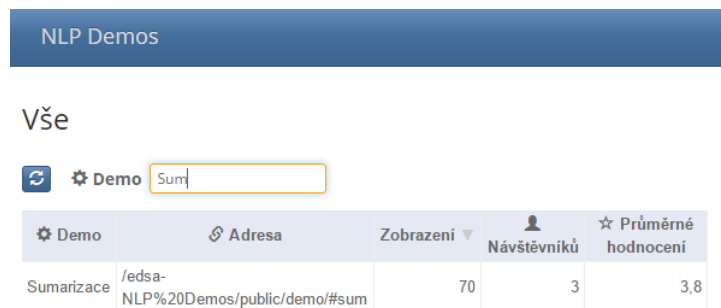 NLP Demos
Vše
Demo Sum
Demo Adresa Zobrazení Návštěvníků Průměrné hodnocení
Sumarizace /edsa-NLP%20Demos/public/demo/#sum 70 3 3,8